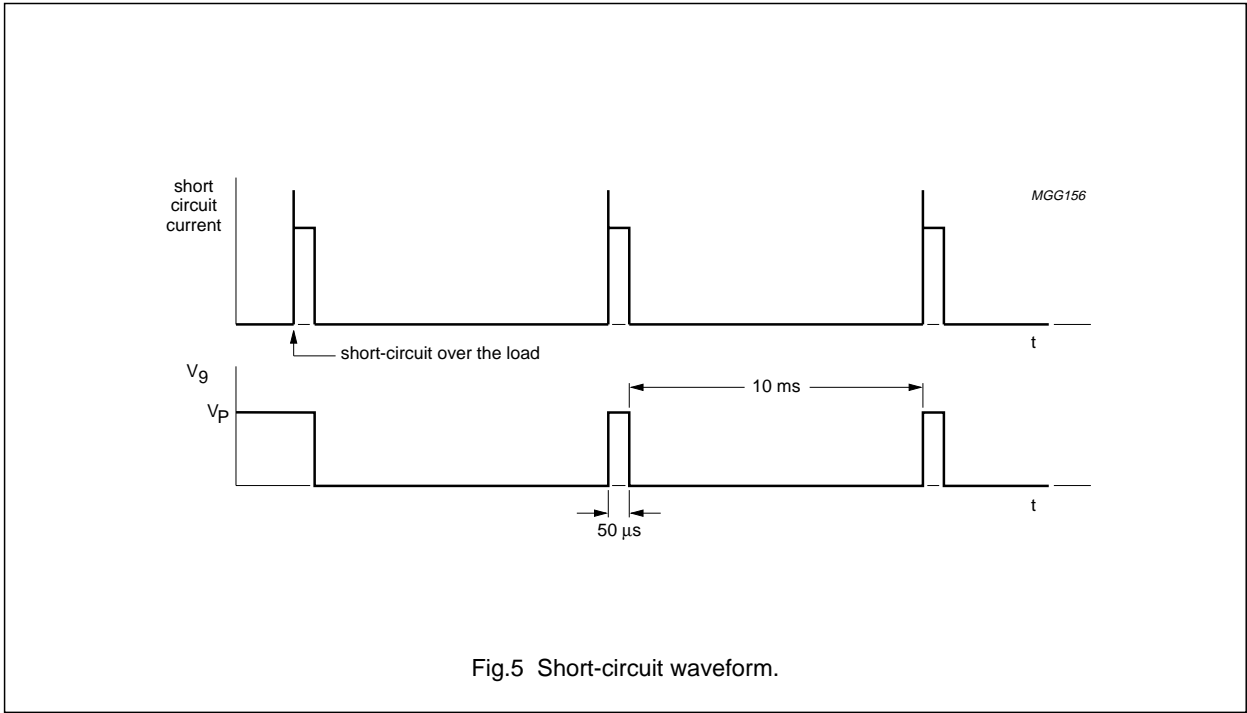 short
circuit
current
MGG156
short-circuit over the load
t
V9
10 ms
VP
t
50 µs
Fig.5 Short-circuit waveform.